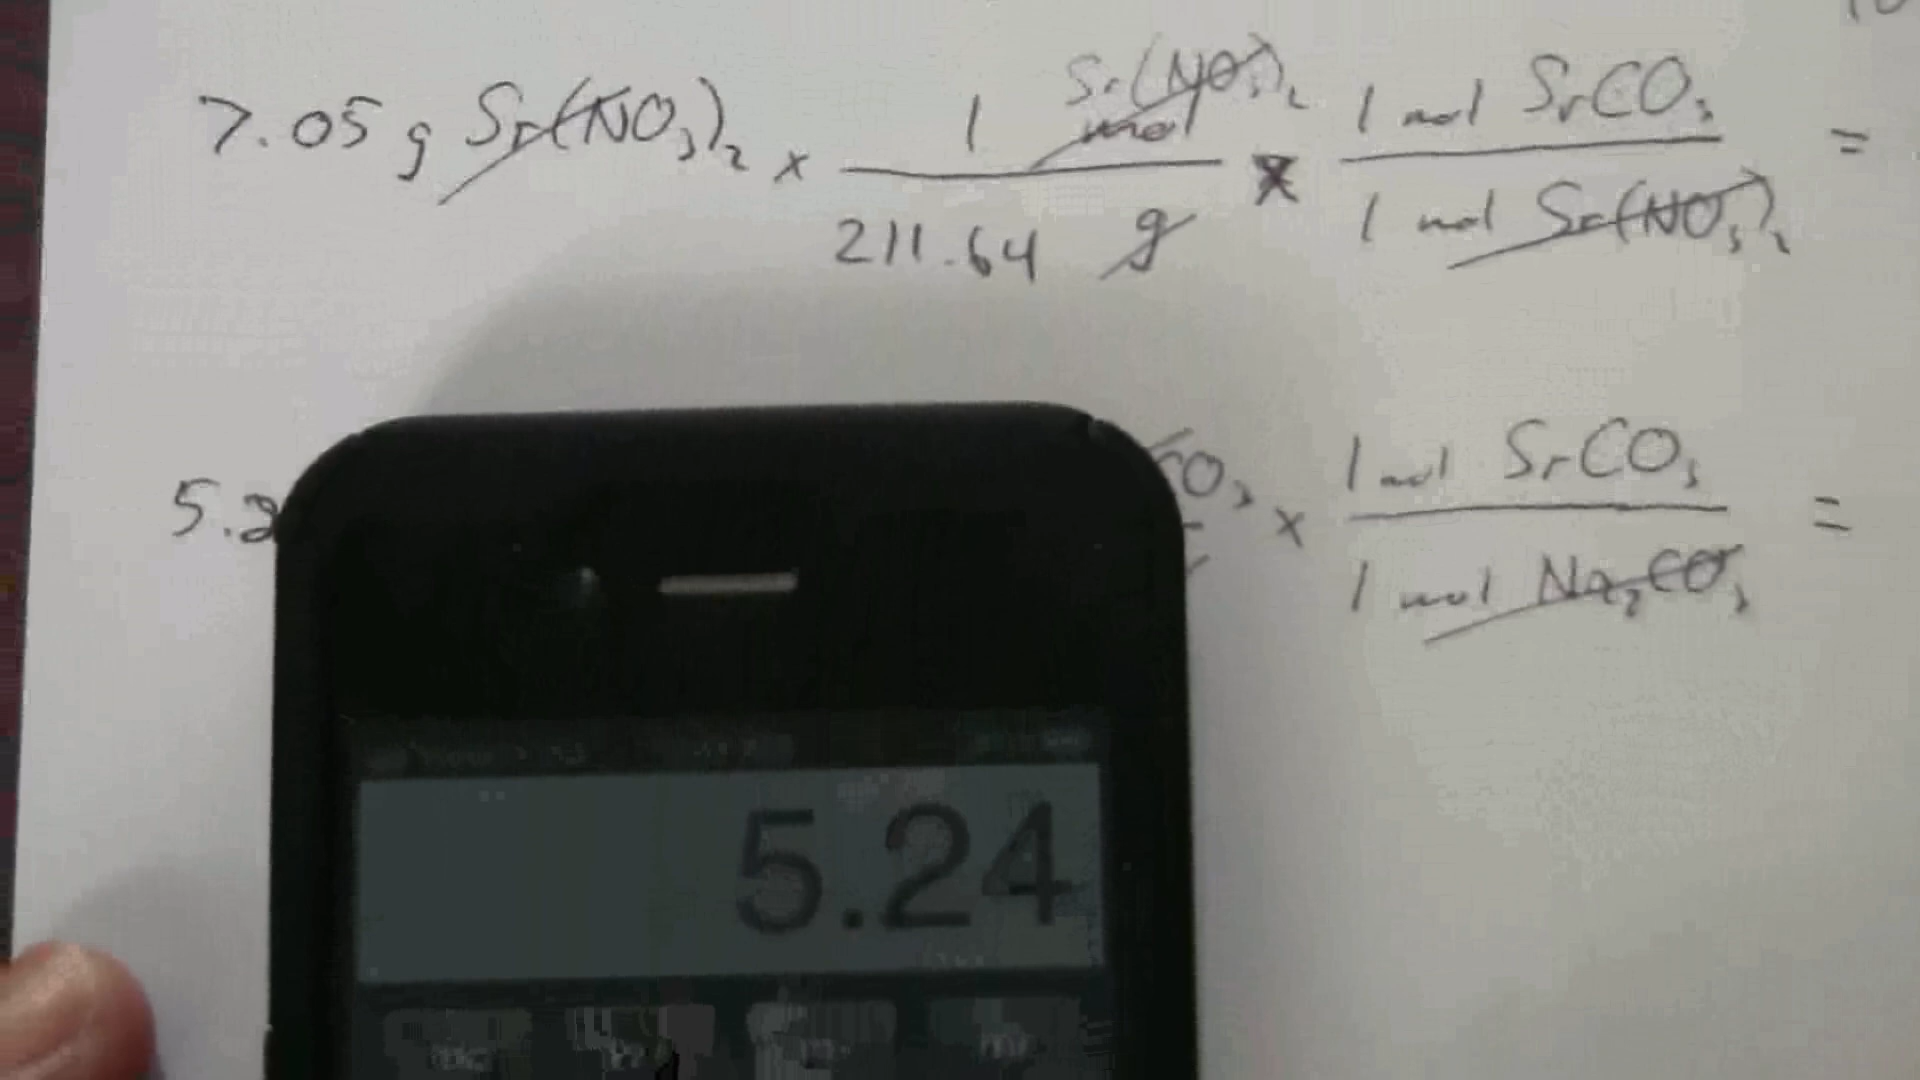 7.05 g Sr(NO3)2 x 1 mol Sr(NO3)2 / 211.64 g x 1 mol SrCO3 / 1 mol Sr(NO3)2 =
5.2 CO3 x 1 mol SrCO3 / 1 mol Na2CO3 =
5.24